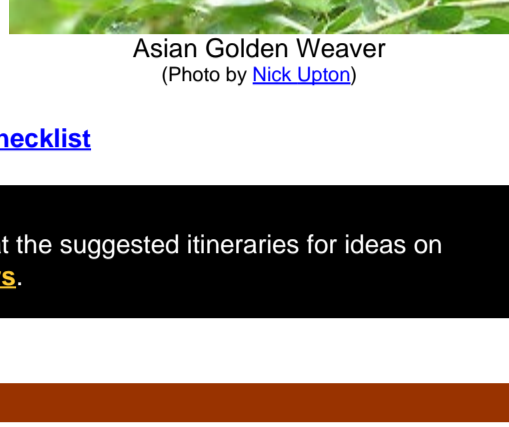 Asian Golden Weaver
(Photo by Nick Upton)
hecklist
t the suggested itineraries for ideas on
s.